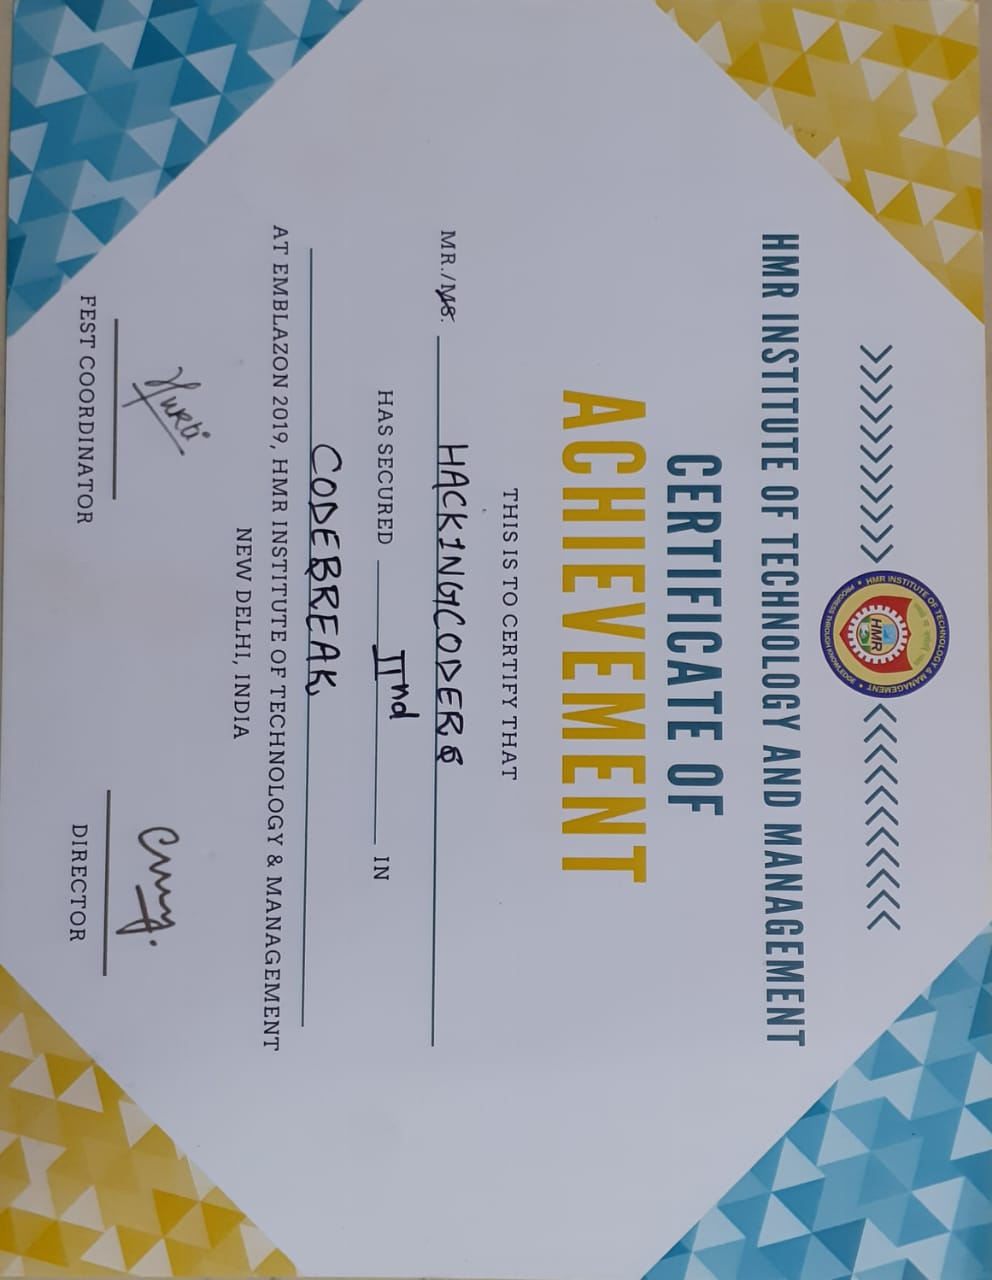 HMR INSTITUTE OF TECHNOLOGY & MANAGEMENT
HMR
PROGRESS THROUGH KNOWLEDGE
HMR INSTITUTE OF TECHNOLOGY AND MANAGEMENT
CERTIFICATE OF
ACHIEVEMENT
THIS IS TO CERTIFY THAT
MR./MS. HACKINGCODERS
HAS SECURED IInd IN
CODEBREAK
AT EMBLAZON 2019, HMR INSTITUTE OF TECHNOLOGY & MANAGEMENT
NEW DELHI, INDIA
FEST COORDINATOR DIRECTOR